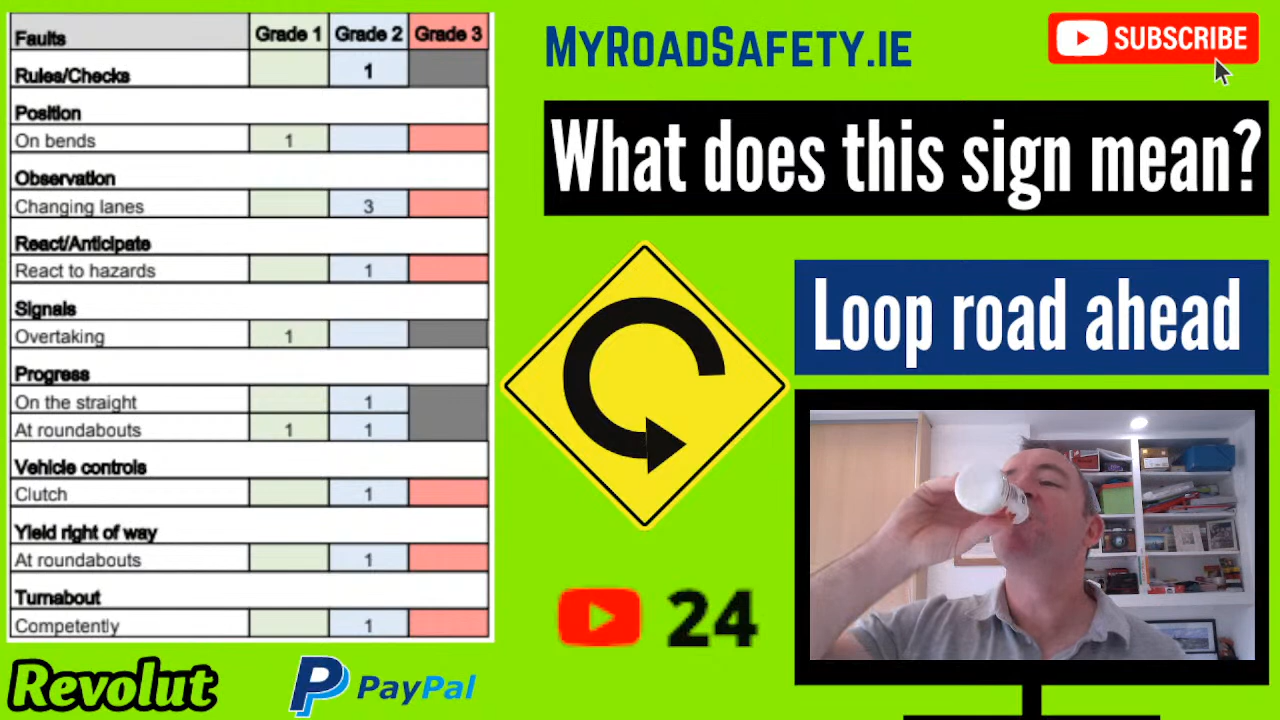 Faults Grade 1 Grade 2 Grade 3
Rules/Checks 1
Position
On bends 1
Observation
Changing lanes 3
React/Anticipate
React to hazards 1
Signals
Overtaking 1
Progress
On the straight 1
At roundabouts 1 1
Vehicle controls
Clutch 1
Yield right of way
At roundabouts 1
Turnabout
Competently 1
Revolut
PayPal
MyRoadSafety.ie
SUBSCRIBE
What does this sign mean?
Loop road ahead
24